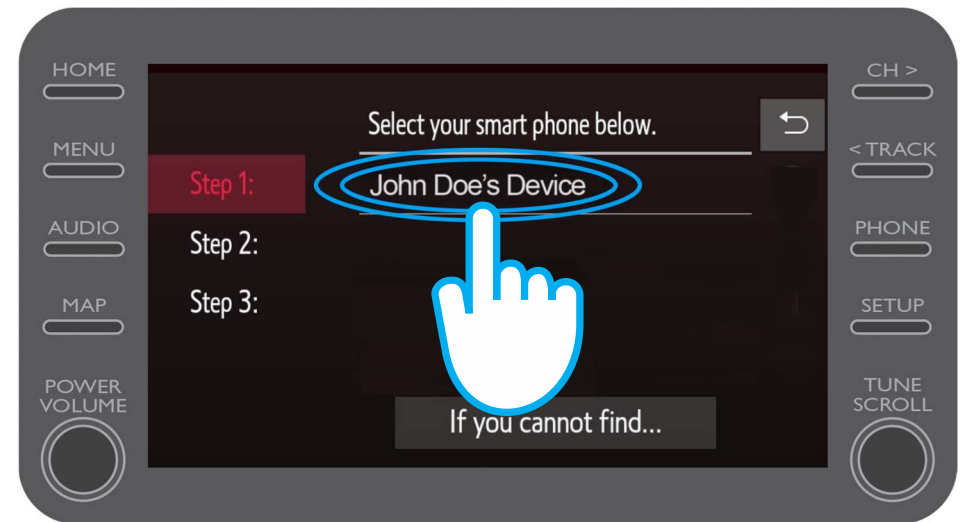 HOME
MENU
AUDIO
MAP
POWER
VOLUME
Select your smart phone below.
Step 1:
John Doe's Device
Step 2:
Step 3:
If you cannot find...
CH >
< TRACK
PHONE
SETUP
TUNE
SCROLL